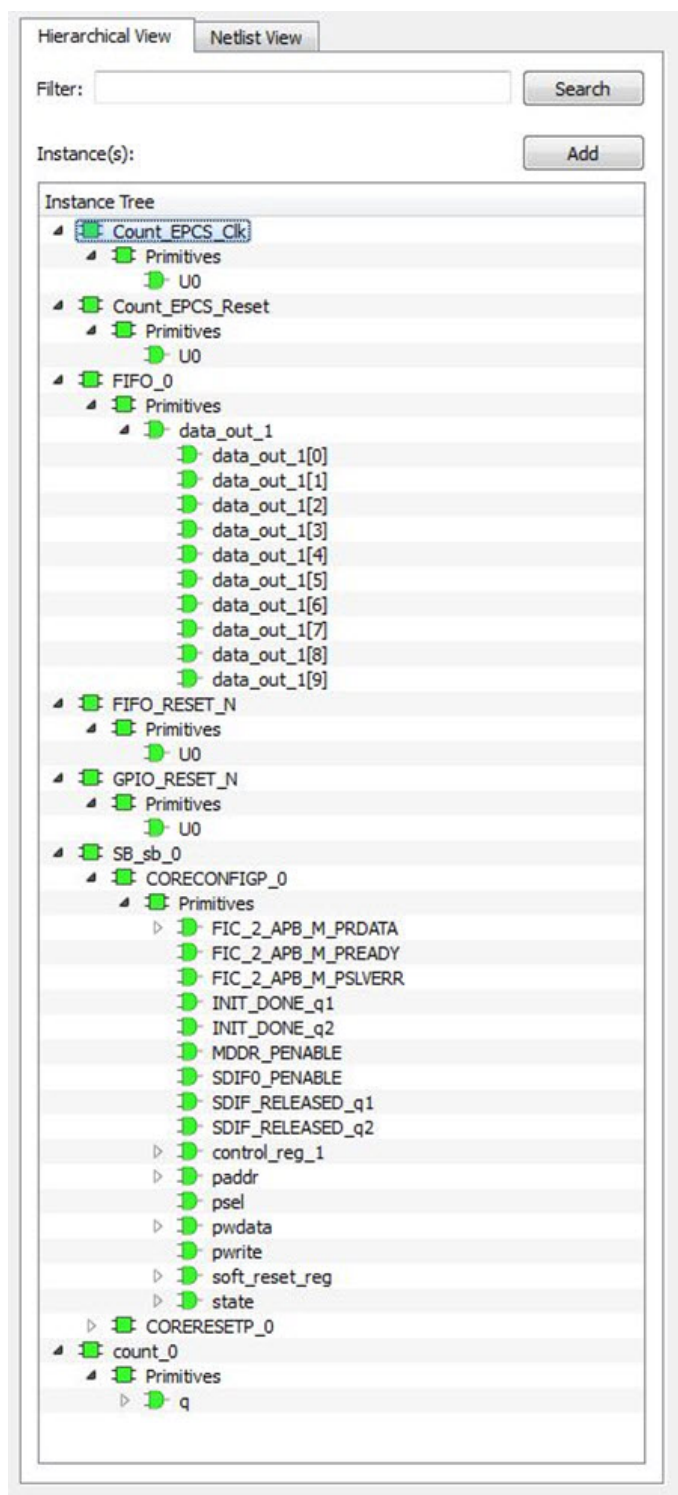 Hierarchical View Netlist View
Filter: Search
Instance(s): Add
Instance Tree
Count_EPCS_Clk
Primitives
U0
Count_EPCS_Reset
Primitives
U0
FIFO_0
Primitives
data_out_1
data_out_1[0]
data_out_1[1]
data_out_1[2]
data_out_1[3]
data_out_1[4]
data_out_1[5]
data_out_1[6]
data_out_1[7]
data_out_1[8]
data_out_1[9]
FIFO_RESET_N
Primitives
U0
GPIO_RESET_N
Primitives
U0
SB_sb_0
CORECONFIGP_0
Primitives
FIC_2_APB_M_PRDATA
FIC_2_APB_M_PREADY
FIC_2_APB_M_PSLVERR
INIT_DONE_q1
INIT_DONE_q2
MDDR_PENABLE
SDIF0_PENABLE
SDIF_RELEASED_q1
SDIF_RELEASED_q2
control_reg_1
paddr
psel
pwdata
pwrite
soft_reset_reg
state
CORERESETP_0
count_0
Primitives
q